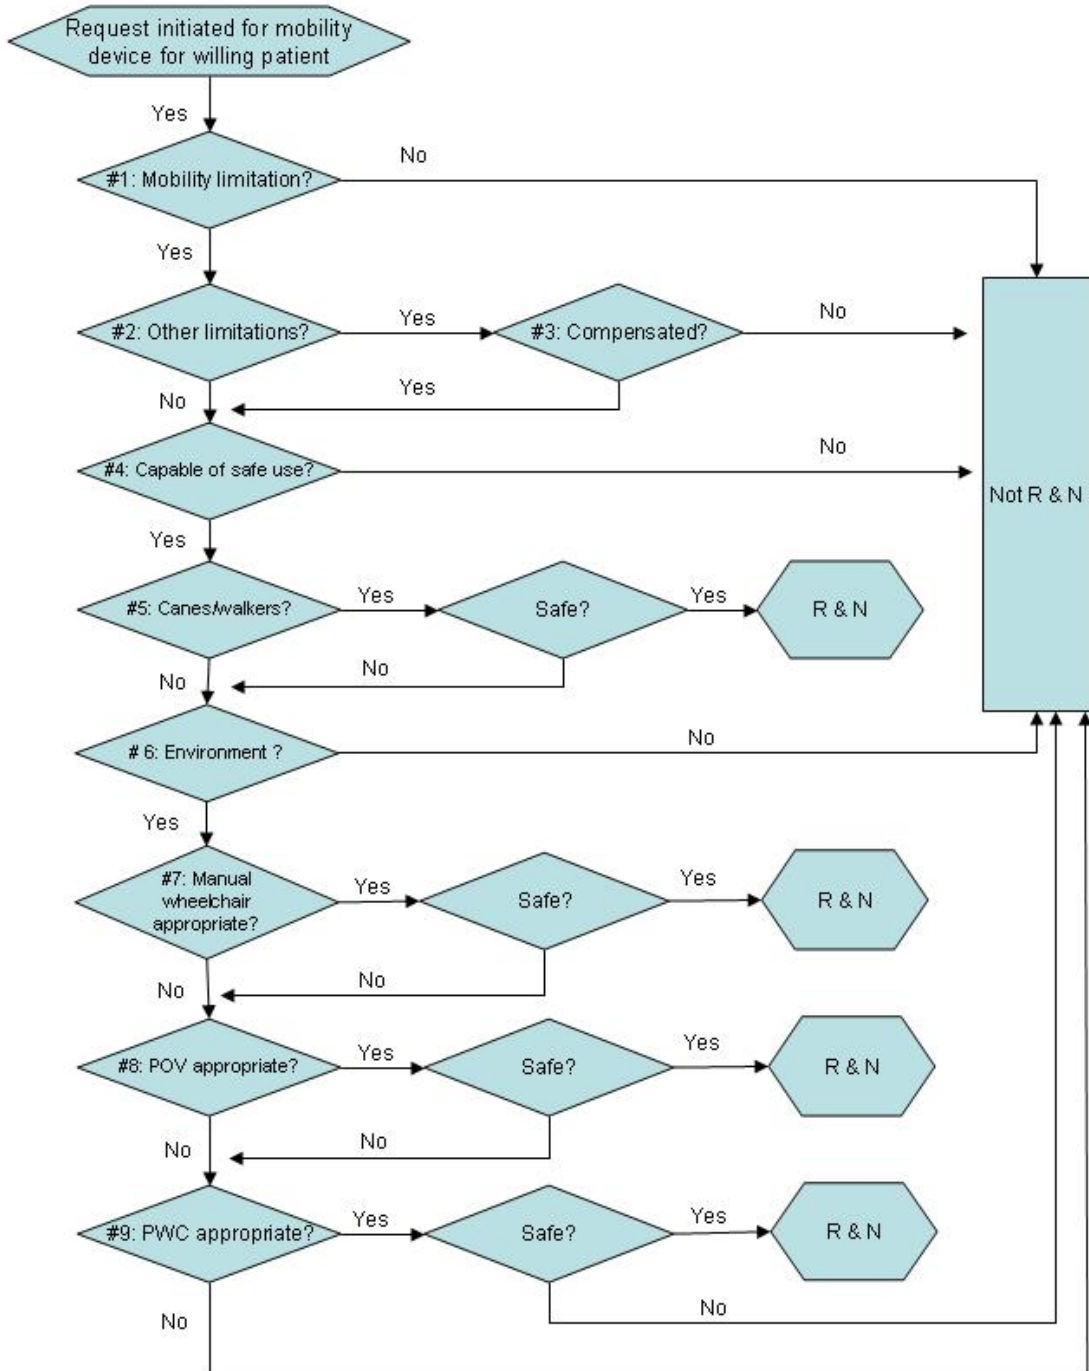 Request initiated for mobility
device for willing patient
Yes
#1: Mobility limitation?
No
Yes
#2: Other limitations?
Yes
#3: Compensated?
No
Yes
No
#4: Capable of safe use?
No
Not R & N
Yes
#5: Canes/walkers?
Yes
Safe?
Yes
R & N
No
No
# 6: Environment ?
No
Yes
#7: Manual
wheelchair
appropriate?
Yes
Safe?
Yes
R & N
No
No
#8: POV appropriate?
Yes
Safe?
Yes
R & N
No
No
#9: PWC appropriate?
Yes
Safe?
Yes
R & N
No
No